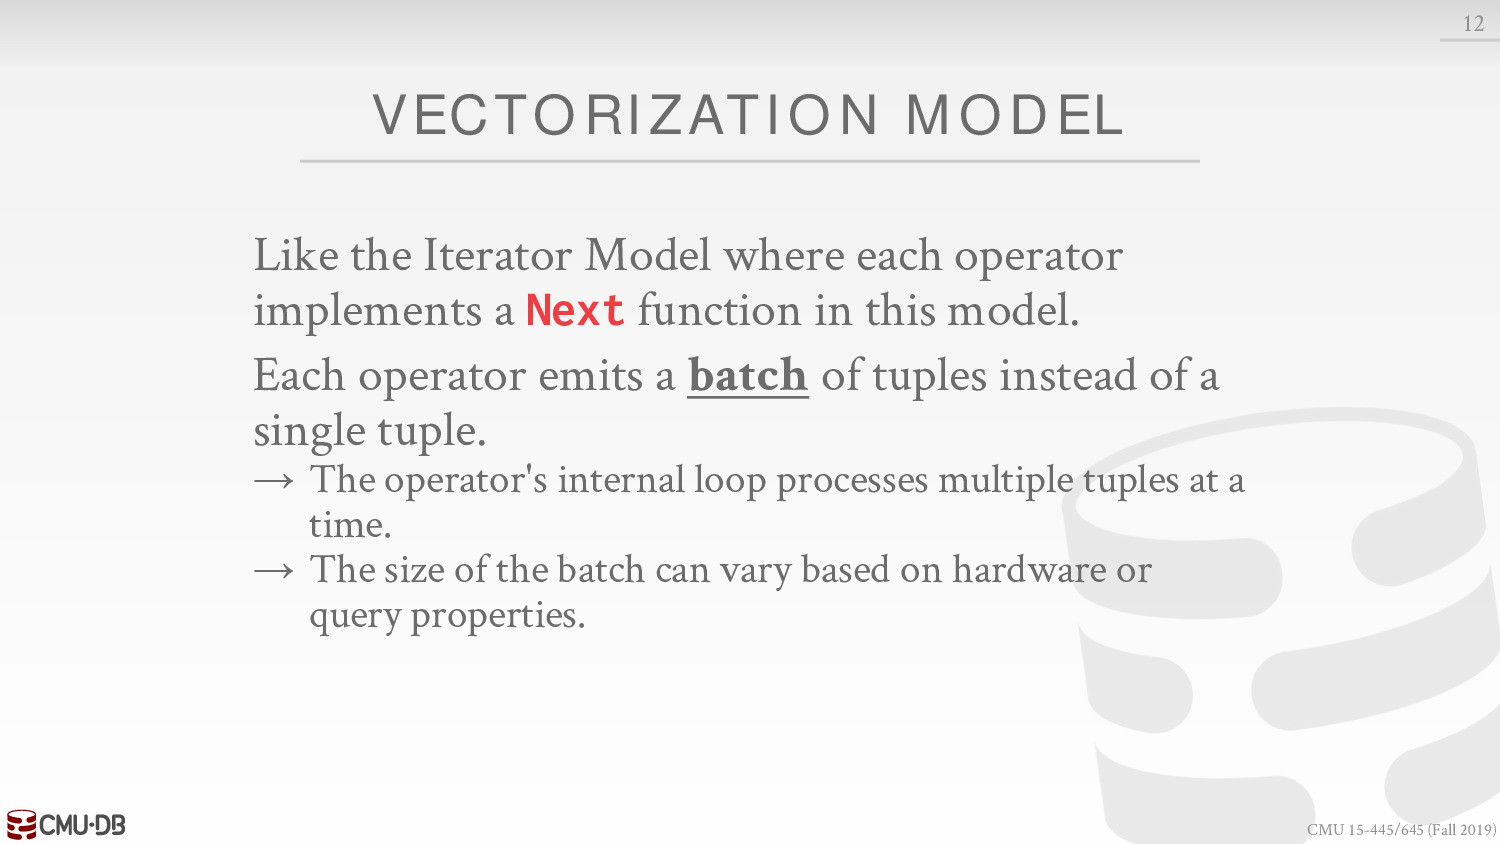 12
VECTORIZATION MODEL
Like the Iterator Model where each operator
implements a Next function in this model.
Each operator emits a batch of tuples instead of a
single tuple.
→ The operator's internal loop processes multiple tuples at a
time.
→ The size of the batch can vary based on hardware or
query properties.
CMU·DB
CMU 15-445/645 (Fall 2019)